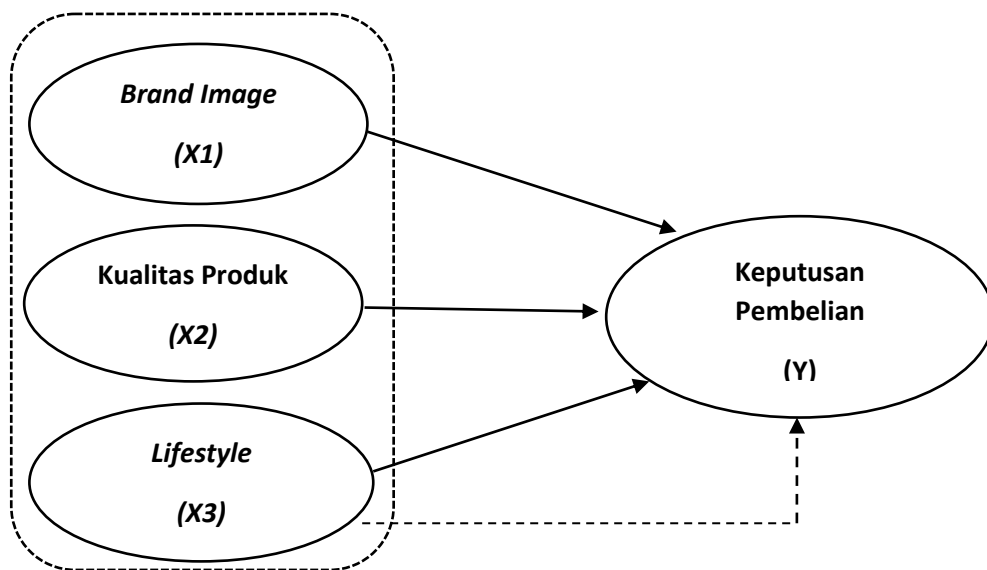 Brand Image
(X1)
Kualitas Produk
(X2)
Lifestyle
(X3)
Keputusan
Pembelian
(Y)